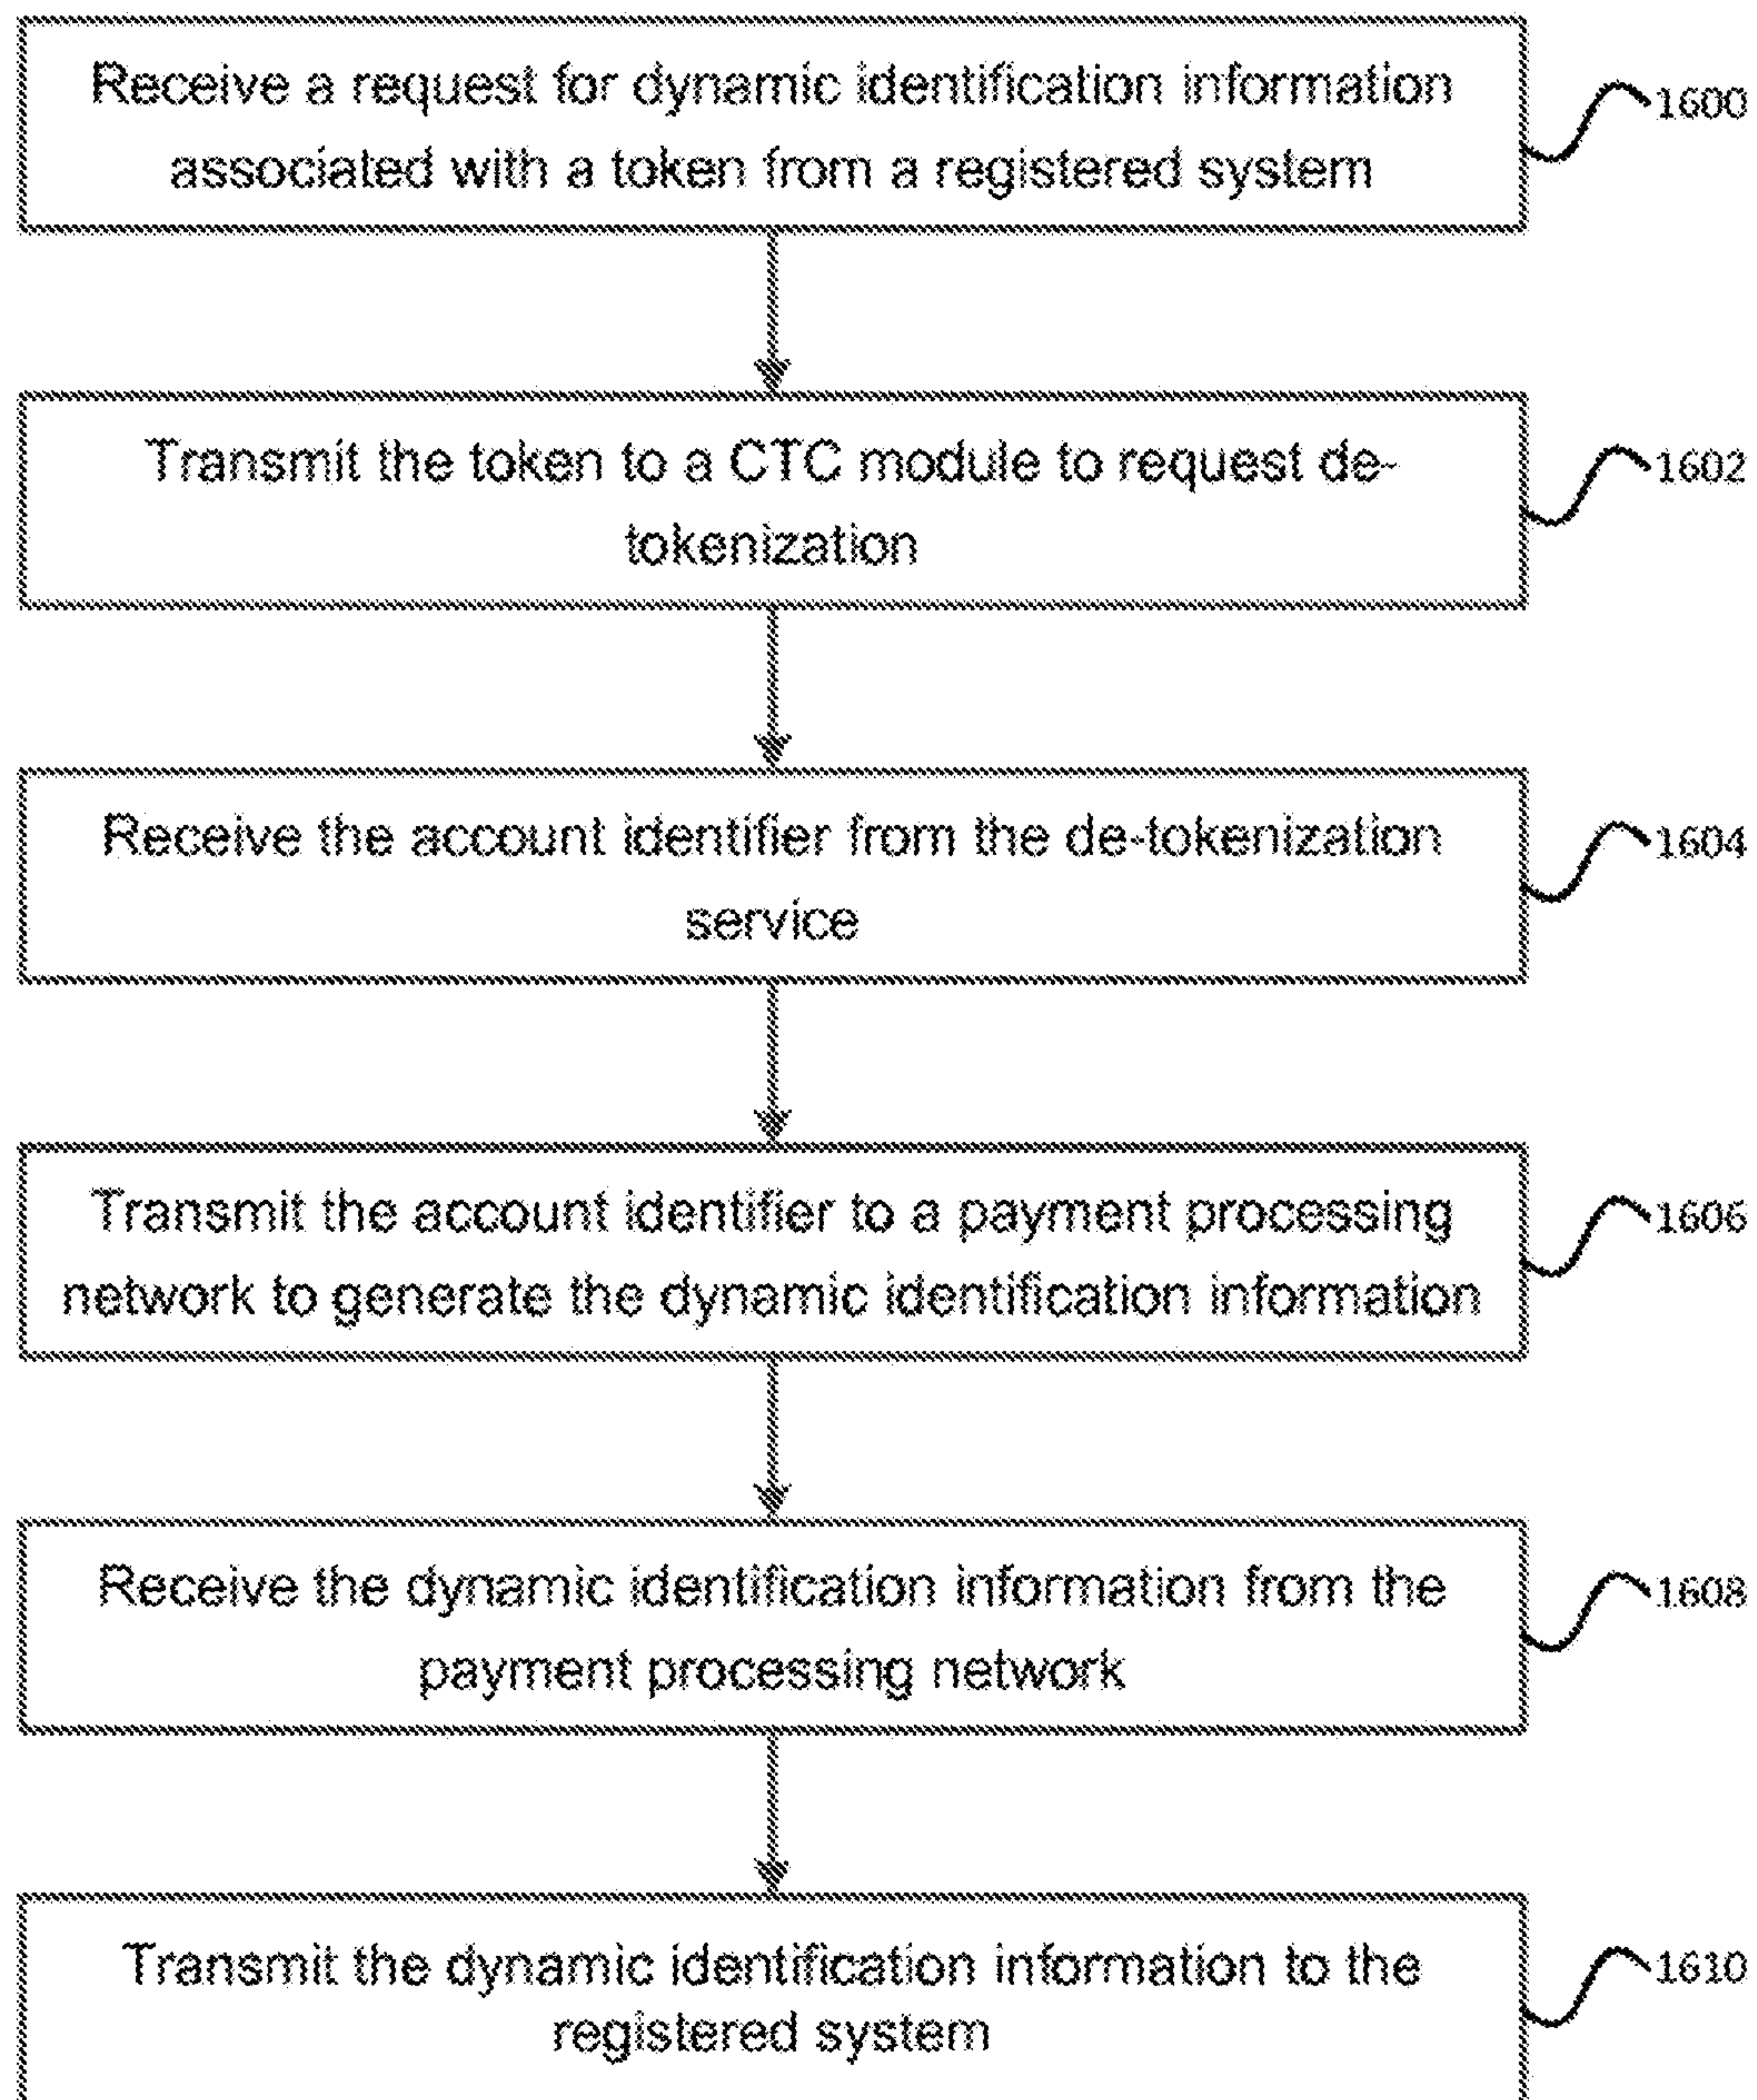 Receive a request for dynamic identification information
associated with a token from a registered system
1600
Transmit the token to a CTC module to request de-
tokenization
1602
Receive the account identifier from the de-tokenization
service
1604
Transmit the account identifier to a payment processing
network to generate the dynamic identification information
1606
Receive the dynamic identification information from the
payment processing network
1608
Transmit the dynamic identification information to the
registered system
1610